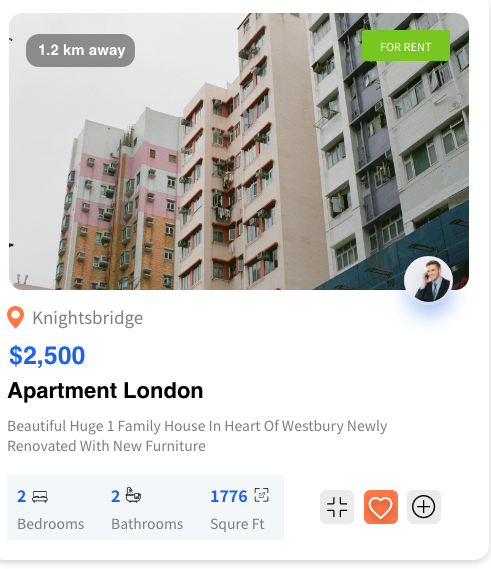 1.2 km away
FOR RENT
Knightsbridge
$2,500
Apartment London
Beautiful Huge 1 Family House In Heart Of Westbury Newly
Renovated With New Furniture
2 2 1776
Bedrooms Bathrooms Squre Ft